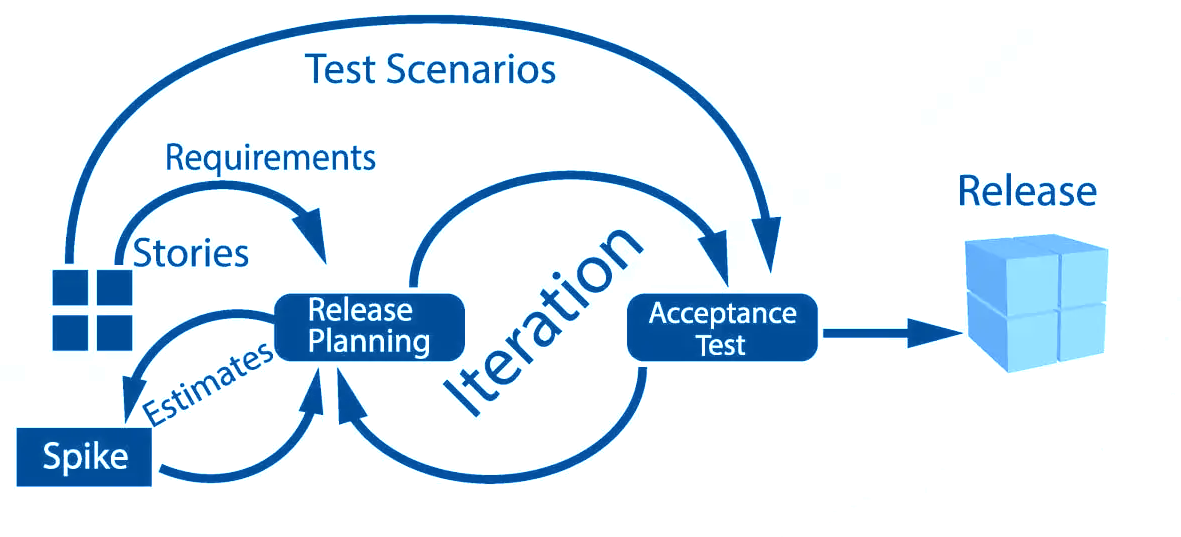 Test Scenarios
Requirements
Release
Stories
Release
Planning
Iteration
Acceptance
Test
Estimates
Spike